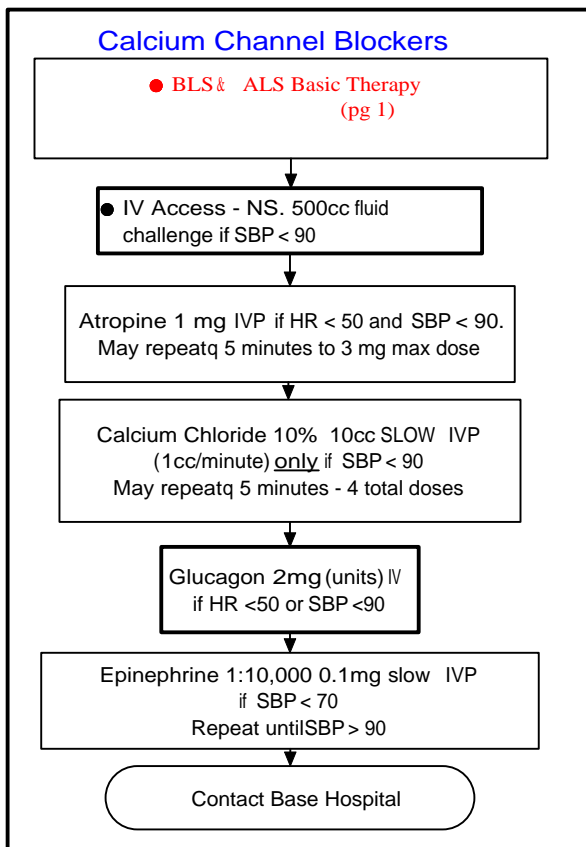 Calcium Channel Blockers
● BLS & ALS Basic Therapy
(pg 1)
● IV Access - NS. 500cc fluid
challenge if SBP < 90
Atropine 1 mg IVP if HR < 50 and SBP < 90.
May repeatq 5 minutes to 3 mg max dose
Calcium Chloride 10% 10cc SLOW IVP
(1cc/minute) only if SBP < 90
May repeatq 5 minutes - 4 total doses
Glucagon 2mg (units) IV
if HR <50 or SBP <90
Epinephrine 1:10,000 0.1mg slow IVP
if SBP < 70
Repeat untilSBP > 90
Contact Base Hospital